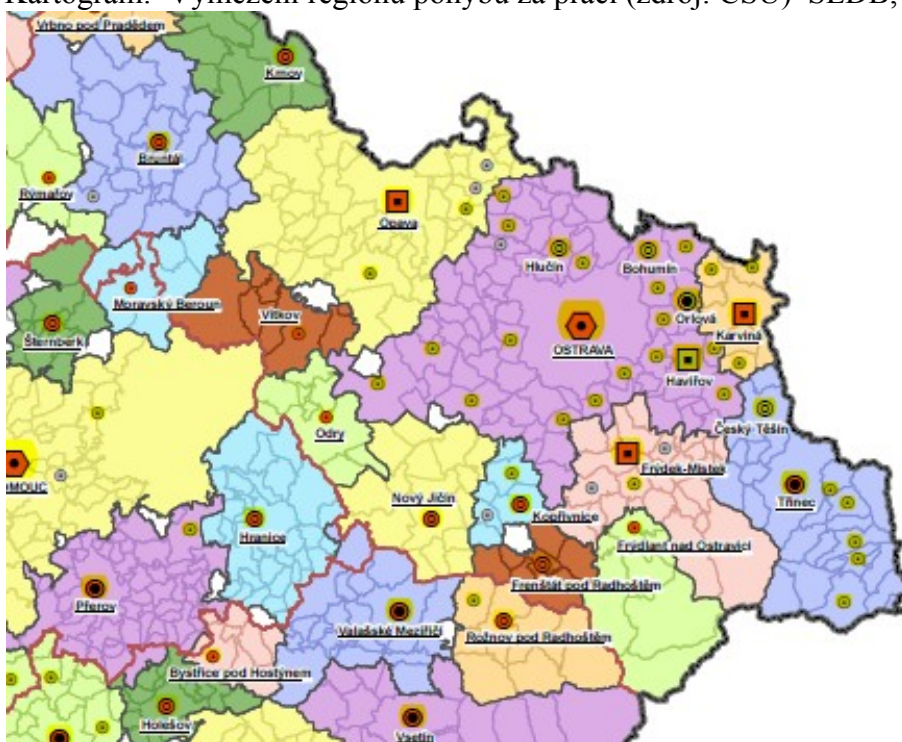 Kartogram: Vymezení regionů pohybu za prací (zdroj: ČSÚ) SLDB,
Vrbno pod Pradědem
Krnov
Bruntál
Rýmařov
Opava
Hlučín
Bohumín
Moravský Beroun
Vítkov
Orlová
Karviná
Šternberk
OSTRAVA
Havířov
Český Těšín
Odry
Frýdek-Místek
OMOUC
Třinec
Nový Jičín
Kopřivnice
Hranice
Frýdlant nad Ostravicí
Frenštát pod Radhoštěm
Přerov
Valašské Meziříčí
Rožnov pod Radhoštěm
Bystřice pod Hostýnem
Holešov
Vsetín